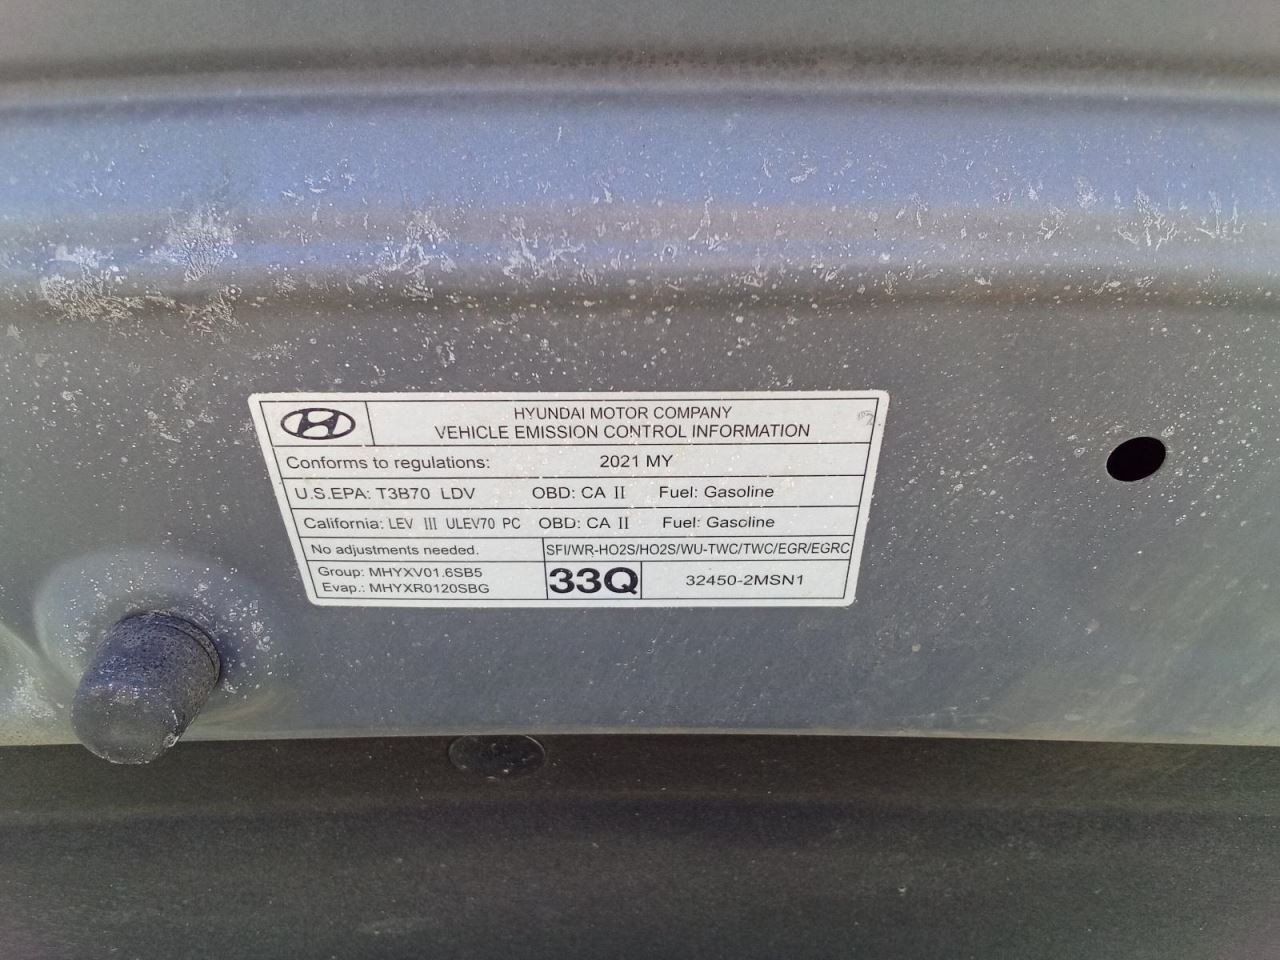 HYUNDAI MOTOR COMPANY
VEHICLE EMISSION CONTROL INFORMATION
Conforms to regulations: 2021 MY
U.S.EPA: T3B70 LDV OBD: CA II Fuel: Gasoline
California: LEV III ULEV70 PC OBD: CA II Fuel: Gasoline
No adjustments needed. SFI/WR-HO2S/HO2S/WU-TWC/TWC/EGR/EGRC
Group: MHYXV01.6SB5
Evap.: MHYXR0120SBG
33Q 32450-2MSN1